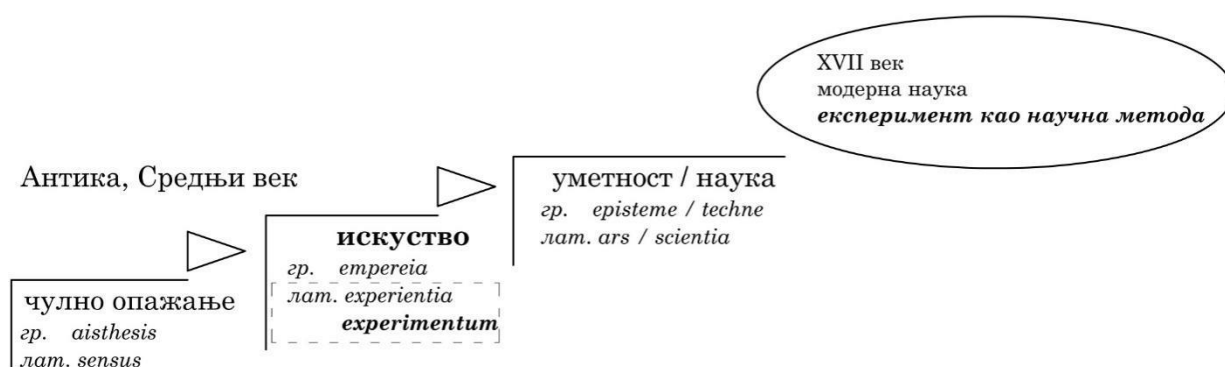 XVII век
модерна наука
експеримент као научна метода
Антика, Средњи век
уметност / наука
гр. episteme / techne
лат. ars / scientia
искуство
гр. empereia
лат. experientia
experimentum
чулно опажање
гр. aisthesis
лат. sensus